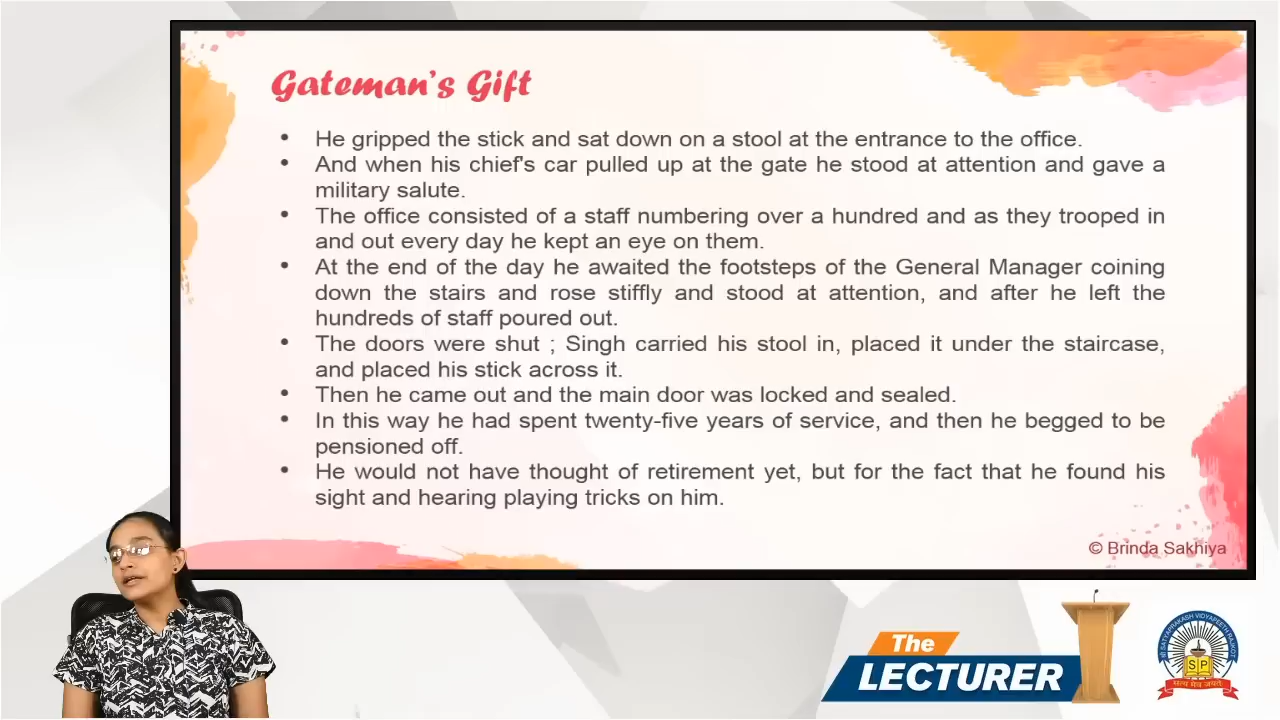 Gateman's Gift
• He gripped the stick and sat down on a stool at the entrance to the office.
• And when his chief's car pulled up at the gate he stood at attention and gave a
military salute.
• The office consisted of a staff numbering over a hundred and as they trooped in
and out every day he kept an eye on them.
• At the end of the day he awaited the footsteps of the General Manager coining
down the stairs and rose stiffly and stood at attention, and after he left the
hundreds of staff poured out.
• The doors were shut ; Singh carried his stool in, placed it under the staircase,
and placed his stick across it.
• Then he came out and the main door was locked and sealed.
• In this way he had spent twenty-five years of service, and then he begged to be
pensioned off.
• He would not have thought of retirement yet, but for the fact that he found his
sight and hearing playing tricks on him.
© Brinda Sakhiya
The
LECTURER
SATYAPRAKASH VIDYAPEETH RAJKOT
SP